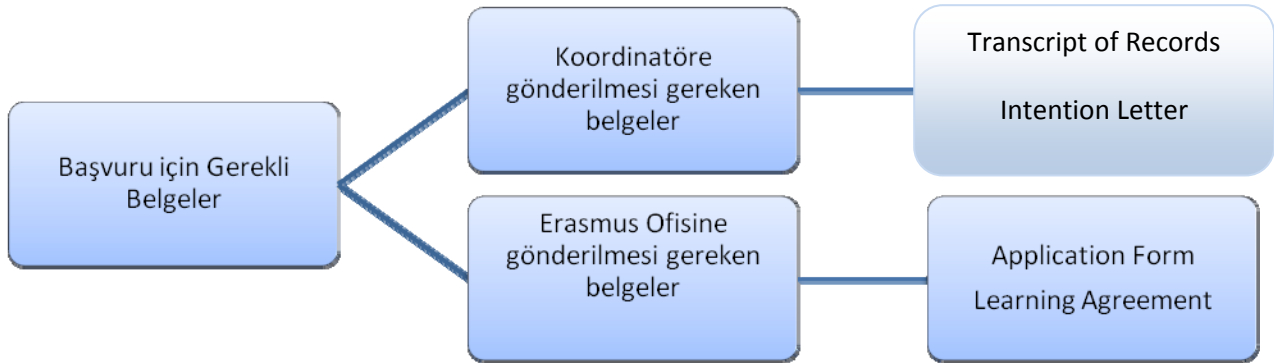 Başvuru için Gerekli
Belgeler
Koordinatöre
gönderilmesi gereken
belgeler
Transcript of Records
Intention Letter
Erasmus Ofisine
gönderilmesi gereken
belgeler
Application Form
Learning Agreement